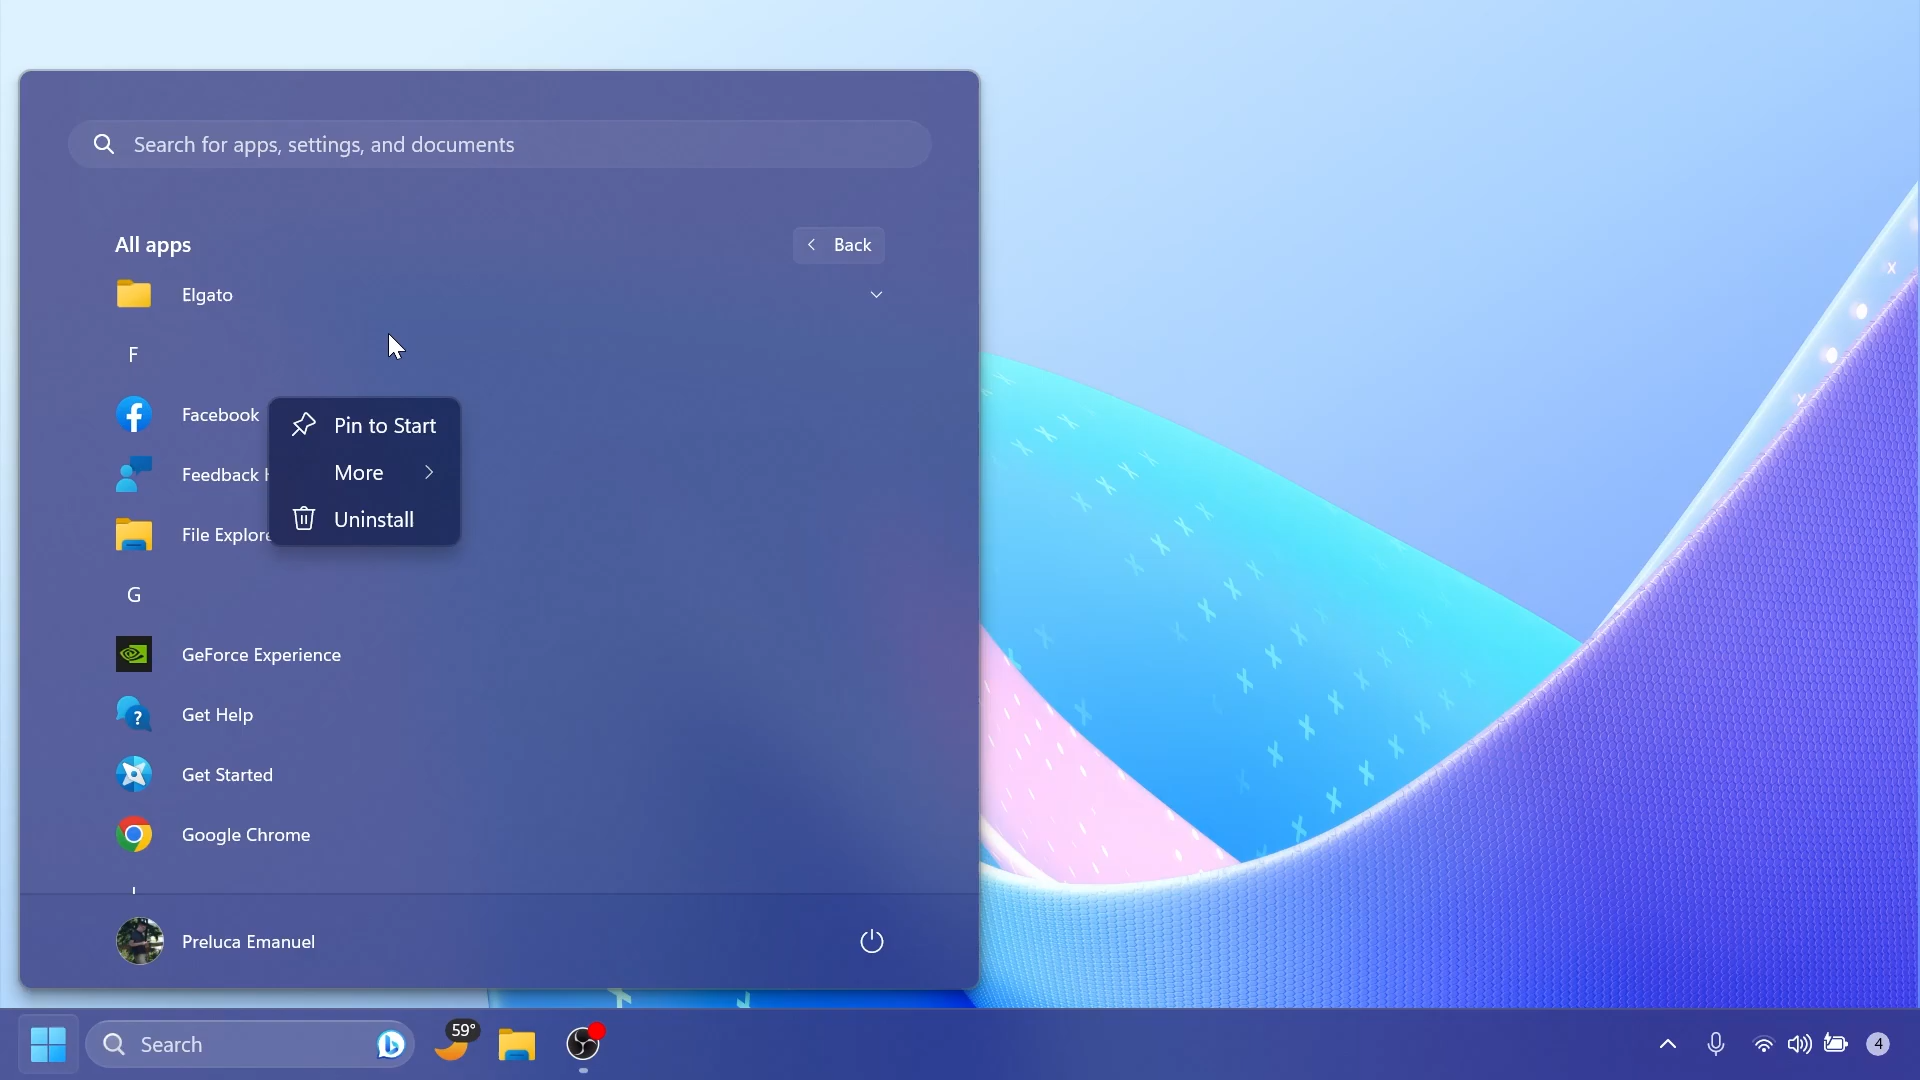 Search for apps, settings, and documents
All apps
Back
Elgato
F
Facebook
Pin to Start
More
Feedback
File Explore
Uninstall
G
GeForce Experience
Get Help
Get Started
Google Chrome
Preluca Emanuel
Search
59°
4